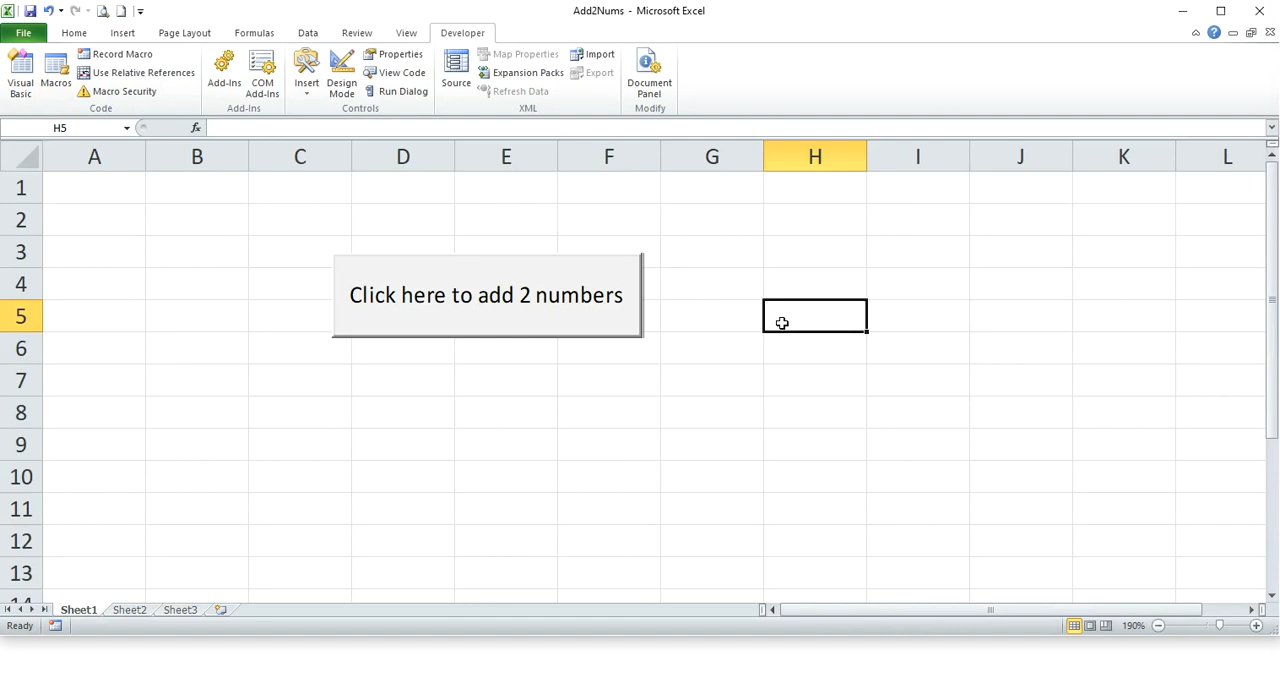 Add2Nums - Microsoft Excel
File Home Insert Page Layout Formulas Data Review View Developer
Visual Basic
Macros
Record Macro
Use Relative References
Macro Security
Code
Add-Ins
COM Add-Ins
Add-Ins
Insert
Design Mode
Properties
View Code
Run Dialog
Controls
Source
Map Properties
Expansion Packs
Refresh Data
Import
Export
XML
Document Panel
Modify
H5 fx
A B C D E F G H I J K L
1
2
3
4
Click here to add 2 numbers
5
6
7
8
9
10
11
12
13
14
Sheet1 Sheet2 Sheet3
Ready 190%